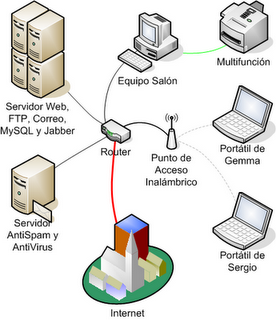 Equipo Salón
Multifunción
Servidor Web,
FTP, Correo,
MySQL y Jabber
Router
Punto de
Acceso
Inalámbrico
Portátil de
Gemma
Servidor
AntiSpam y
AntiVirus
Portátil de
Sergio
Internet